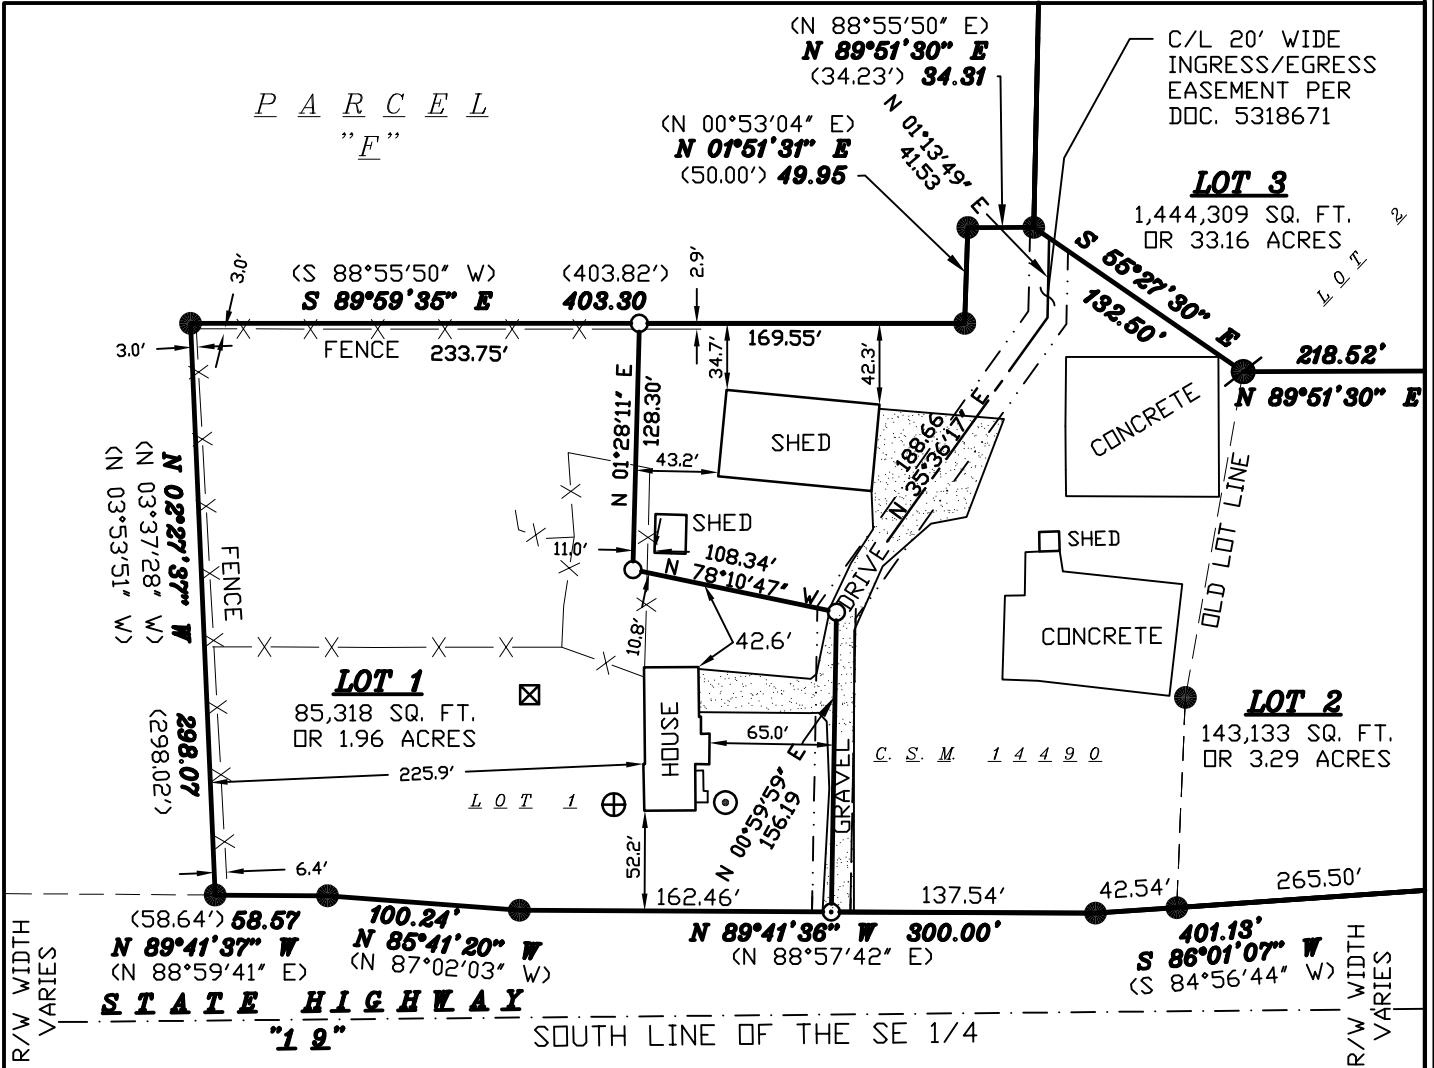 (N 88°55'50" E)
N 89°51'30" E
(34.23') 34.31
C/L 20' WIDE
INGRESS/EGRESS
EASEMENT PER
DOC. 5318671
P A R C E L
"F"
(N 00°53'04" E)
N 01°51'31" E
(50.00') 49.95
N 01°13'49" E
41.53
LOT 3
1,444,309 SQ. FT.
OR 33.16 ACRES
LOT 2
S 55°27'30" E
132.50'
3.0'
(S 88°55'50" W) (403.82')
S 89°59'35" E 403.30
2.9'
3.0'
FENCE 233.75'
169.55'
218.52'
N 89°51'30" E
34.7'
42.3'
N 01°28'11" E
128.30'
SHED
43.2'
188.66
N 35°36'17" E
CONCRETE
N 02°27'37" W
(N 03°37'28" W)
(N 03°53'51" W)
FENCE
SHED
11.0'
108.34'
N 78°10'47" W
DRIVE
SHED
OLD LOT LINE
CONCRETE
10.8'
42.6'
LOT 1
85,318 SQ. FT.
OR 1.96 ACRES
LOT 2
143,133 SQ. FT.
OR 3.29 ACRES
298.07
(298.02')
HOUSE
65.0'
C. S. M. 1 4 4 9 0
225.9'
L O T 1
GRAVEL
N 00°59'59" E
156.19
52.2'
6.4'
162.46'
137.54'
42.54'
265.50'
(58.64') 58.57
N 89°41'37" W
(N 88°59'41" E)
100.24'
N 85°41'20" W
(N 87°02'03" W)
N 89°41'36" W 300.00'
(N 88°57'42" E)
401.13'
S 86°01'07" W
(S 84°56'44" W)
R/W WIDTH
VARIES
R/W WIDTH
VARIES
S T A T E H I G H W A Y
"1 9"
SOUTH LINE OF THE SE 1/4